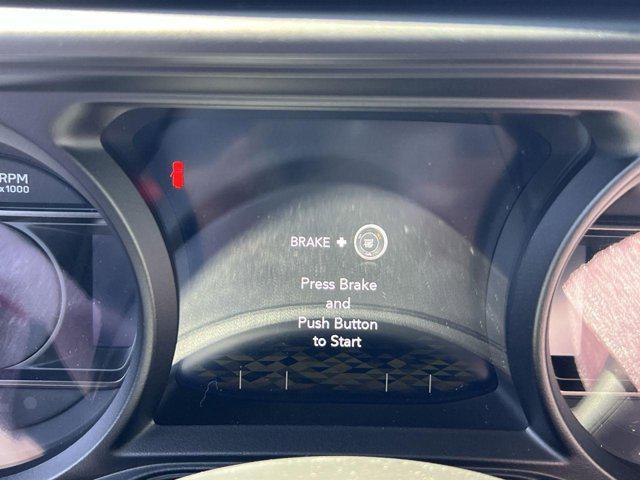 RPM
x1000
BRAKE +
Press Brake
and
Push Button
to Start